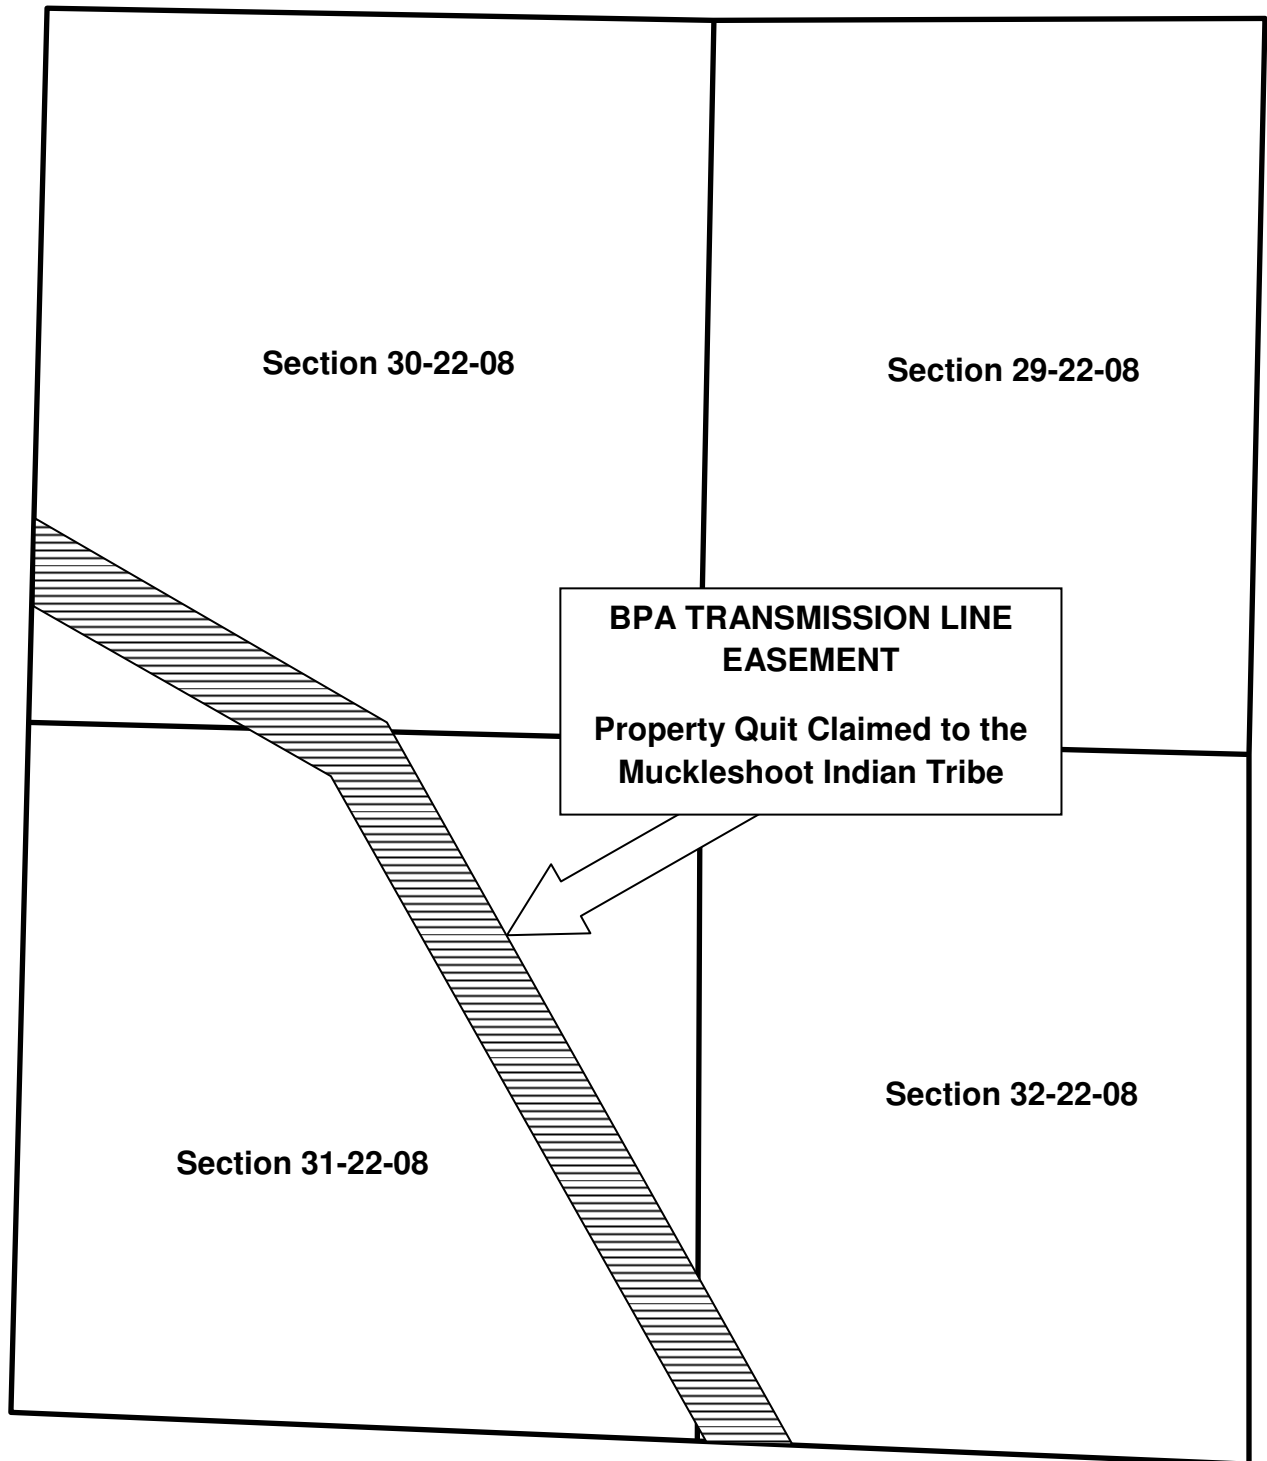 Section 30-22-08
Section 29-22-08
BPA TRANSMISSION LINE
EASEMENT
Property Quit Claimed to the
Muckleshoot Indian Tribe
Section 32-22-08
Section 31-22-08